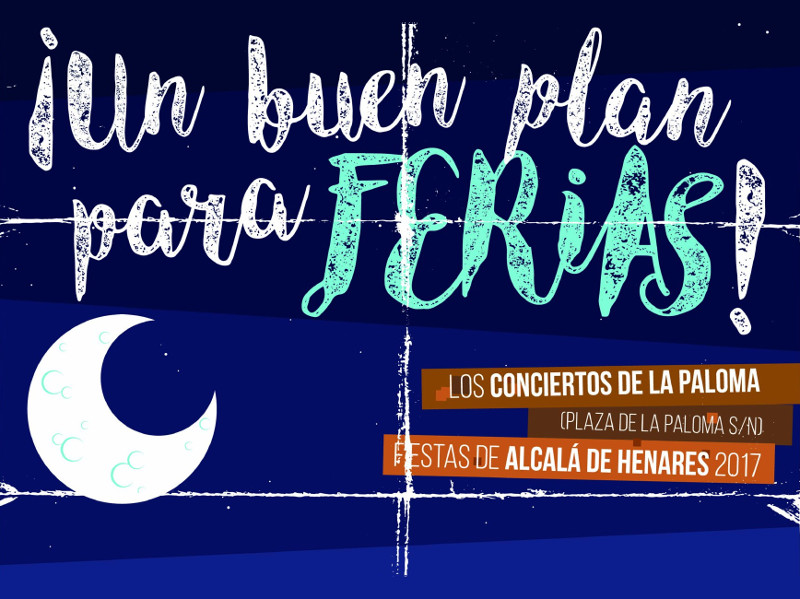 ¡Un buen plan
para FERiAS!
LOS CONCIERTOS DE LA PALOMA
(PLAZA DE LA PALOMA S/N)
FIESTAS DE ALCALÁ DE HENARES 2017